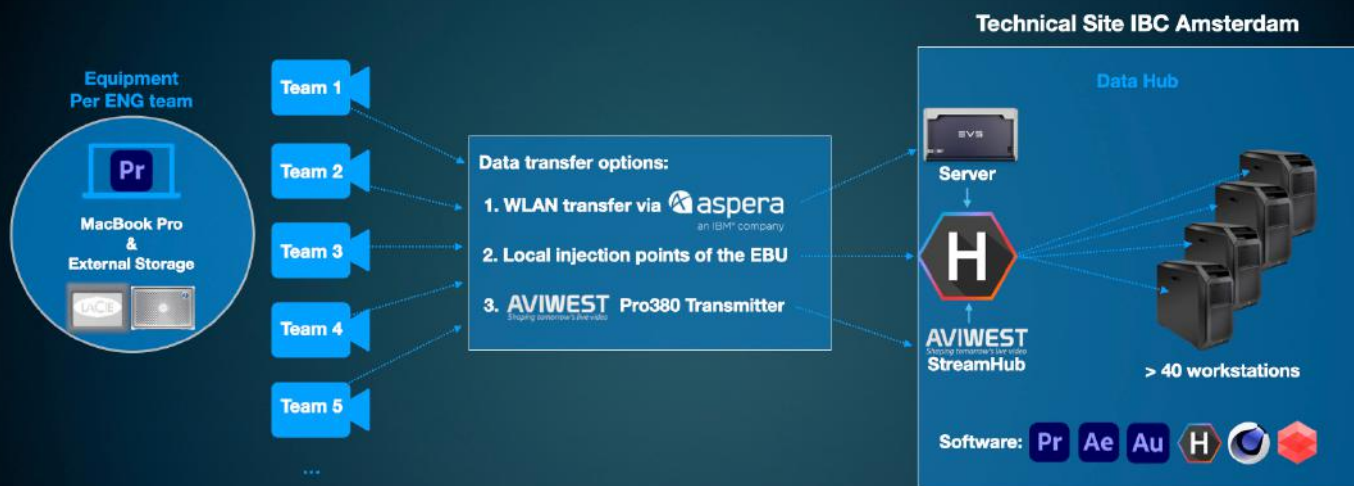 Technical Site IBC Amsterdam
Equipment
Per ENG team
Pr
MacBook Pro
&
External Storage
LACIE
Team 1
Team 2
Team 3
Team 4
Team 5
...
Data transfer options:
1. WLAN transfer via aspera
an IBM® company
2. Local injection points of the EBU
3. AVIWEST Pro380 Transmitter
Shaping tomorrow's live video
Data Hub
EVS
Server
H
AVIWEST
Shaping tomorrow's live video
StreamHub
> 40 workstations
Software: Pr Ae Au H